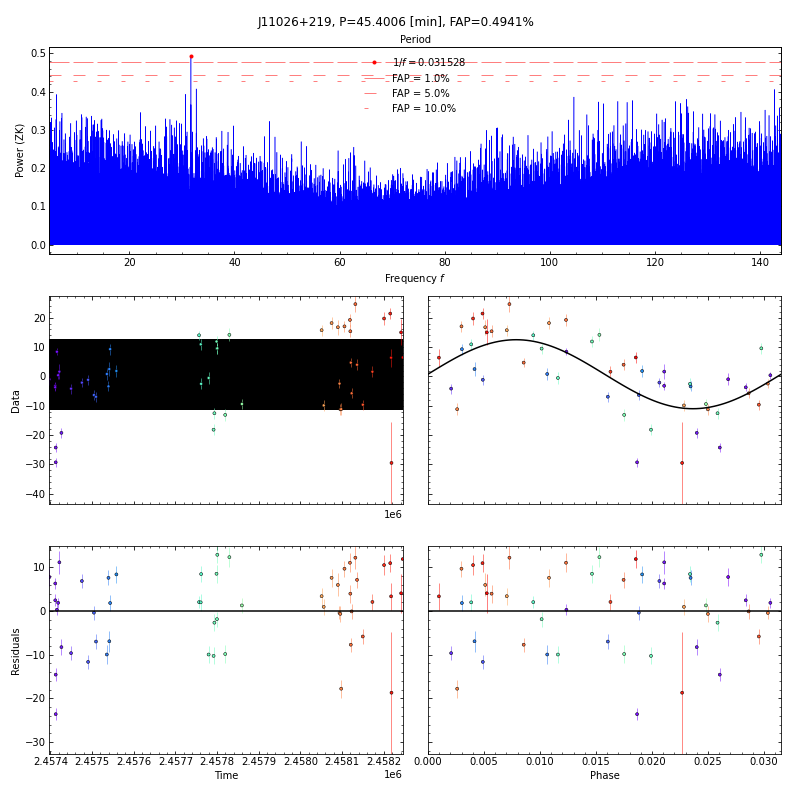 J11026+219, P=45.4006 [min], FAP=0.4941%
Period
0.5
0.4
0.3
0.2
0.1
0.0
Power (ZK)
1/f = 0.031528
FAP = 1.0%
FAP = 5.0%
FAP = 10.0%
20 40 60 80 100 120 140
Frequency f
20
10
0
−10
−20
−30
−40
Data
1e6
10
0
−10
−20
−30
Residuals
2.4574 2.4575 2.4576 2.4577 2.4578 2.4579 2.4580 2.4581 2.4582
1e6
Time
0.000 0.005 0.010 0.015 0.020 0.025 0.030
Phase